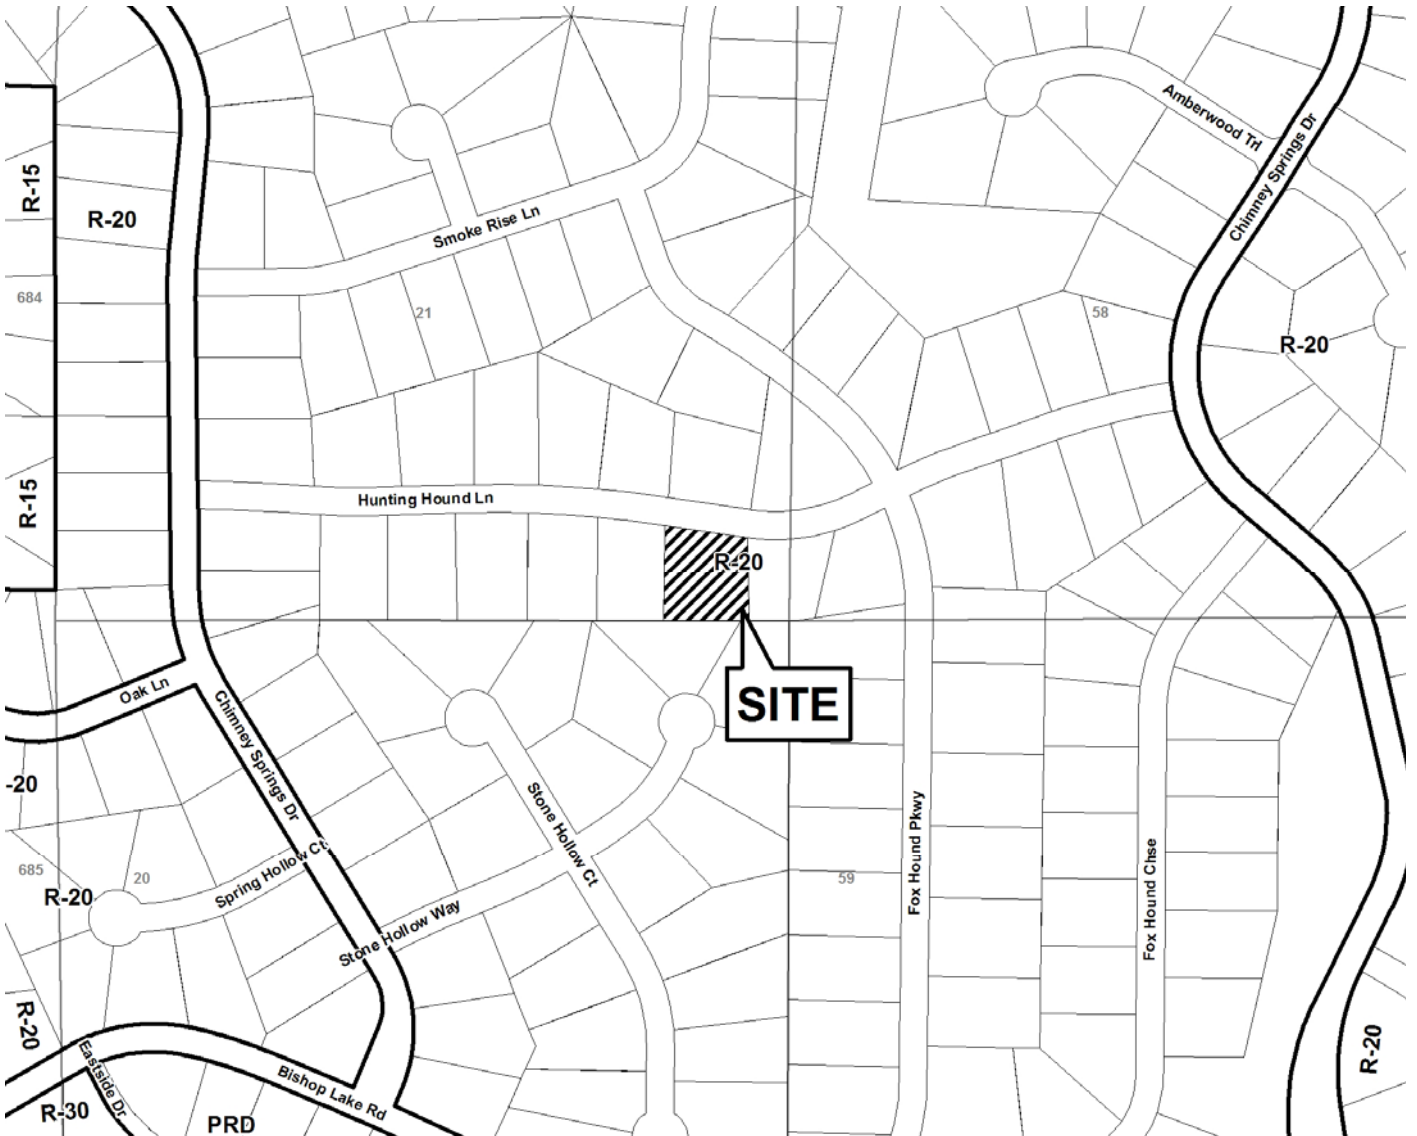 Amberwood Trl
Chimney Springs Dr
R-15
R-20
Smoke Rise Ln
684
21
58
R-20
R-15
Hunting Hound Ln
R-20
SITE
Oak Ln
Chimney Springs Dr
-20
Stone Hollow Ct
Fox Hound Pkwy
Fox Hound Chse
685
20
59
R-20
Spring Hollow Ct
Stone Hollow Way
R-20
R-20
Eastside Dr
Bishop Lake Rd
R-30
PRD